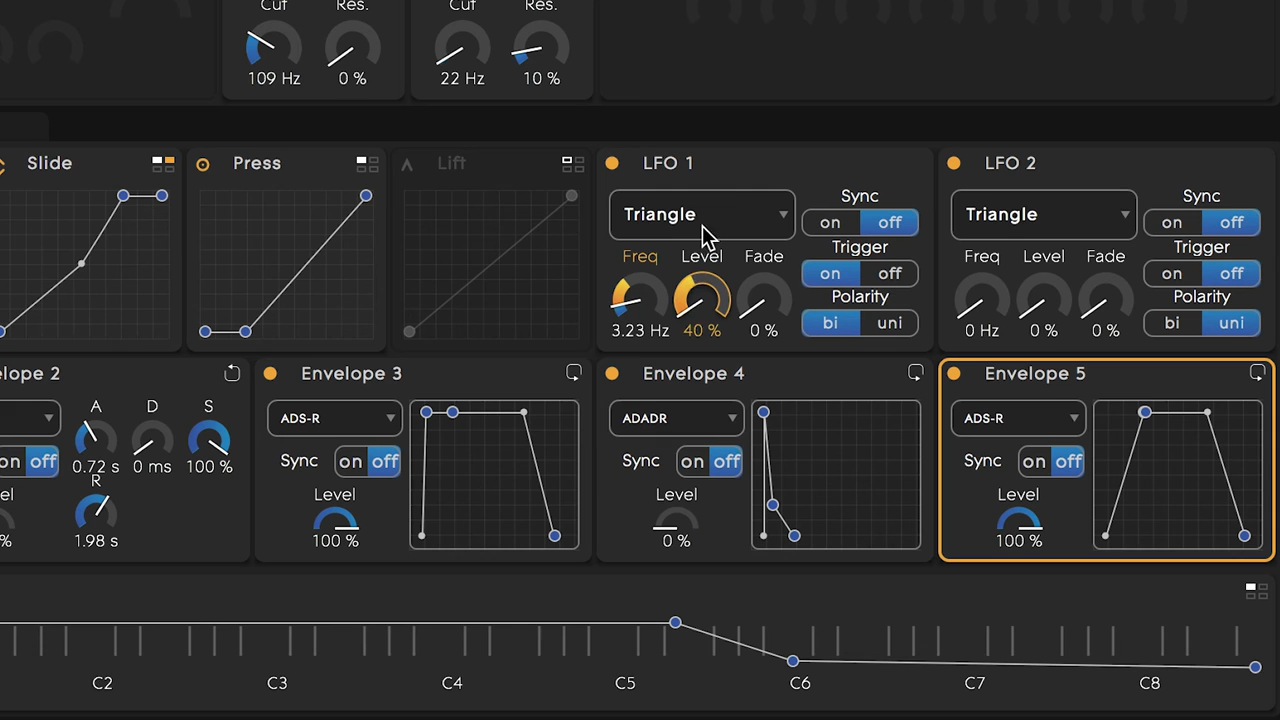 Cut Res. Cut Res.
109 Hz 0 % 22 Hz 10 %
Slide Press Lift LFO 1 LFO 2
Triangle Sync on off
Freq Level Fade Trigger on off
3.23 Hz 40 % 0 % Polarity bi uni
Triangle Sync on off
Freq Level Fade Trigger on off
0 Hz 0 % 0 % Polarity bi uni
elope 2
A D S
on off 0.72 s 0 ms 100 %
el R
% 1.98 s
Envelope 3
ADS-R
Sync on off
Level
100 %
Envelope 4
ADADR
Sync on off
Level
0 %
Envelope 5
ADS-R
Sync on off
Level
100 %
C2 C3 C4 C5 C6 C7 C8